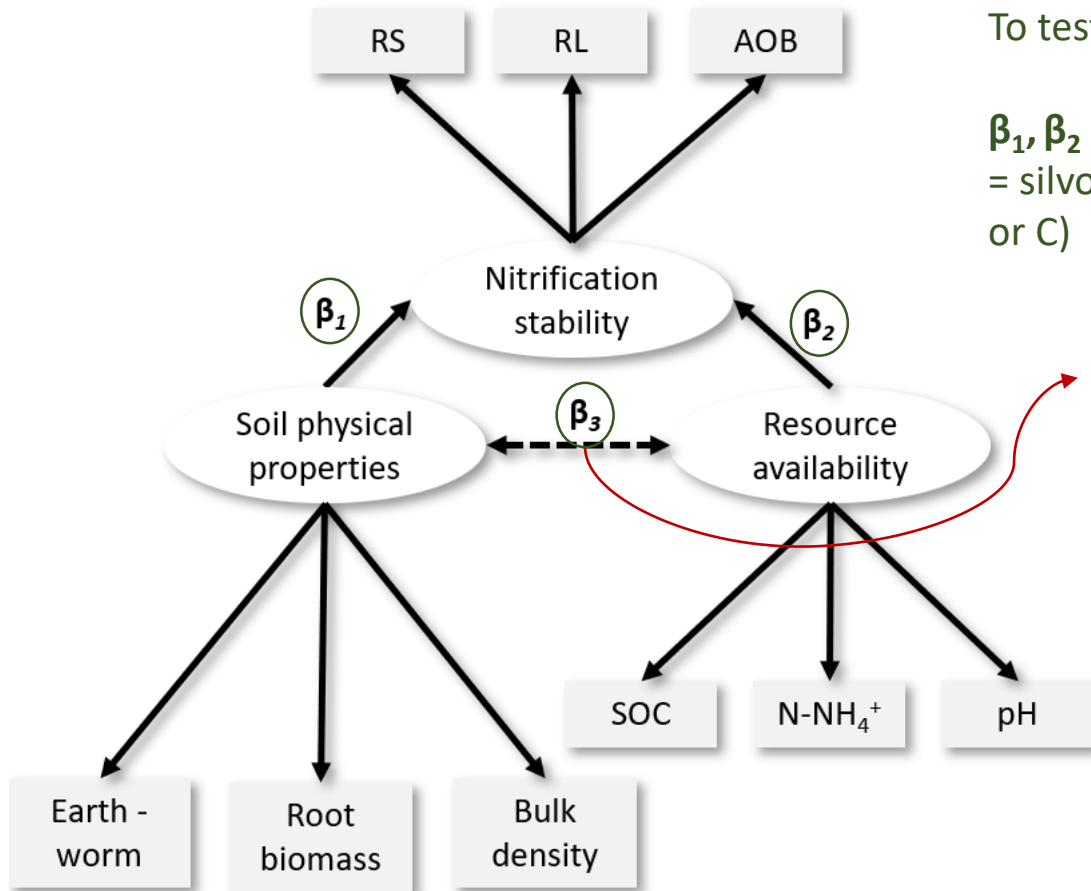 RS
RL
AOB
To test
β₁, β₂
= silvo
or C)
Nitrification
stability
β₁
β₂
Soil physical
properties
β₃
Resource
availability
SOC
N-NH₄⁺
pH
Earth -
worm
Root
biomass
Bulk
density